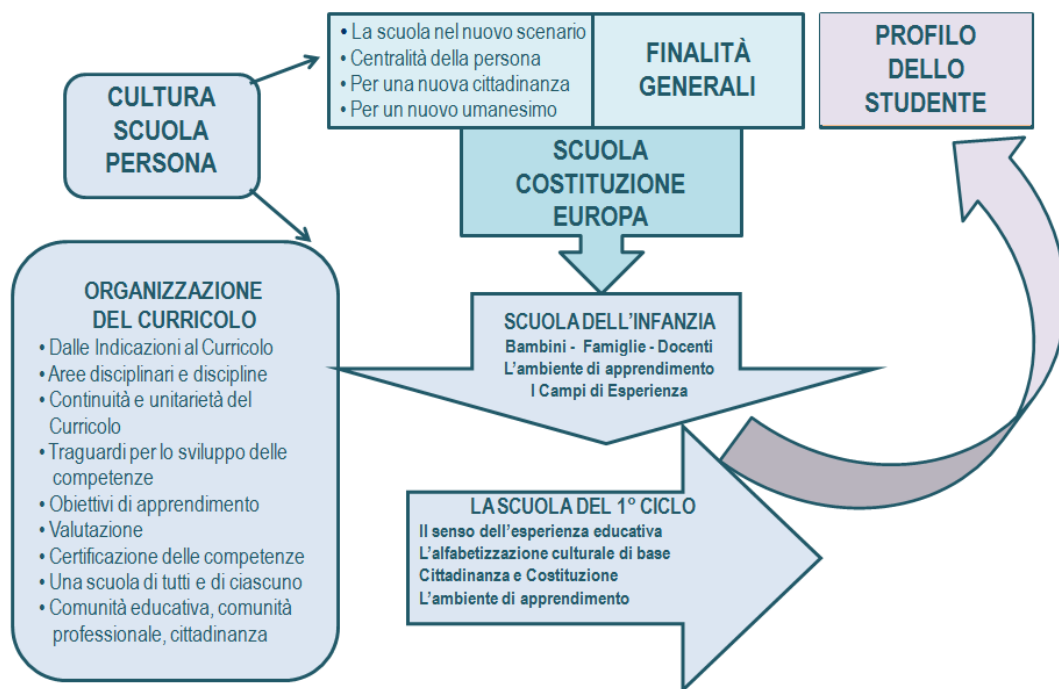 CULTURA
SCUOLA
PERSONA
• La scuola nel nuovo scenario
• Centralità della persona
• Per una nuova cittadinanza
• Per un nuovo umanesimo
FINALITÀ
GENERALI
PROFILO
DELLO
STUDENTE
SCUOLA
COSTITUZIONE
EUROPA
ORGANIZZAZIONE
DEL CURRICOLO
• Dalle Indicazioni al Curricolo
• Aree disciplinari e discipline
• Continuità e unitarietà del
Curricolo
• Traguardi per lo sviluppo delle
competenze
• Obiettivi di apprendimento
• Valutazione
• Certificazione delle competenze
• Una scuola di tutti e di ciascuno
• Comunità educativa, comunità
professionale, cittadinanza
SCUOLA DELL'INFANZIA
Bambini - Famiglie - Docenti
L'ambiente di apprendimento
I Campi di Esperienza
LA SCUOLA DEL 1° CICLO
Il senso dell'esperienza educativa
L'alfabetizzazione culturale di base
Cittadinanza e Costituzione
L'ambiente di apprendimento